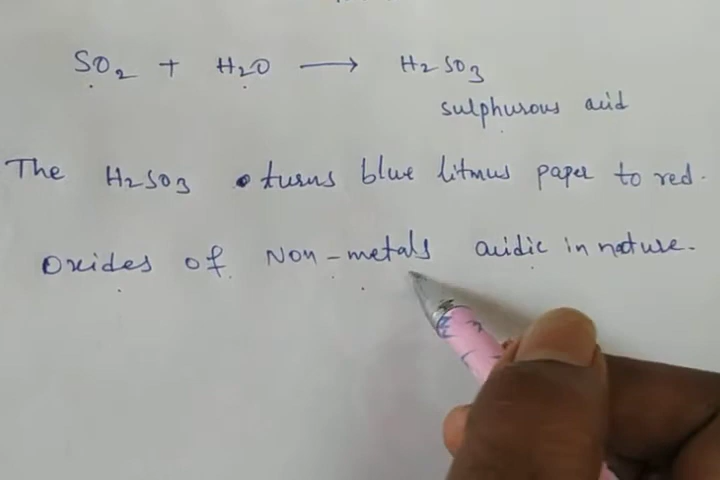 SO2 + H2O → H2SO3
sulphurous acid
The H2SO3 turns blue litmus paper to red.
Oxides of Non-metals acidic in nature.